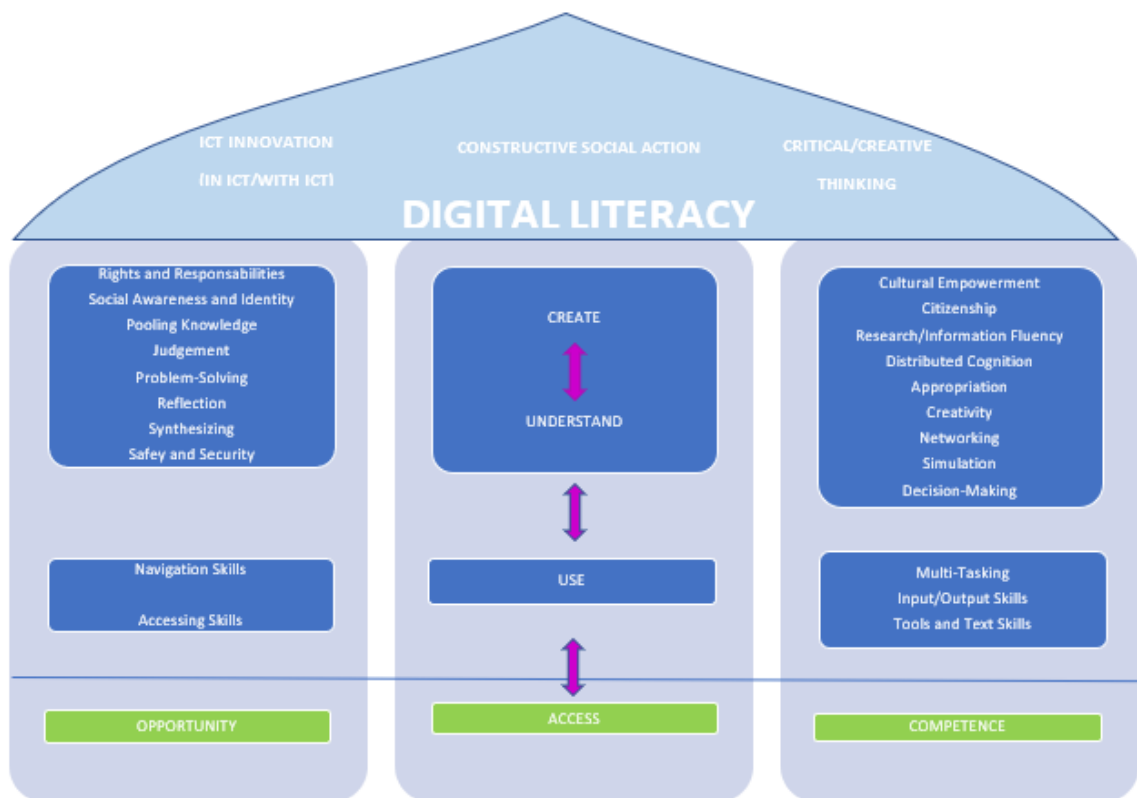 ICT INNOVATION
(IN ICT/WITH ICT)
CONSTRUCTIVE SOCIAL ACTION
CRITICAL/CREATIVE
THINKING
DIGITAL LITERACY
Rights and Responsabilities
Social Awareness and Identity
Pooling Knowledge
Judgement
Problem-Solving
Reflection
Synthesizing
Safey and Security
Navigation Skills
Accessing Skills
OPPORTUNITY
CREATE
UNDERSTAND
USE
ACCESS
Cultural Empowerment
Citizenship
Research/Information Fluency
Distributed Cognition
Appropriation
Creativity
Networking
Simulation
Decision-Making
Multi-Tasking
Input/Output Skills
Tools and Text Skills
COMPETENCE